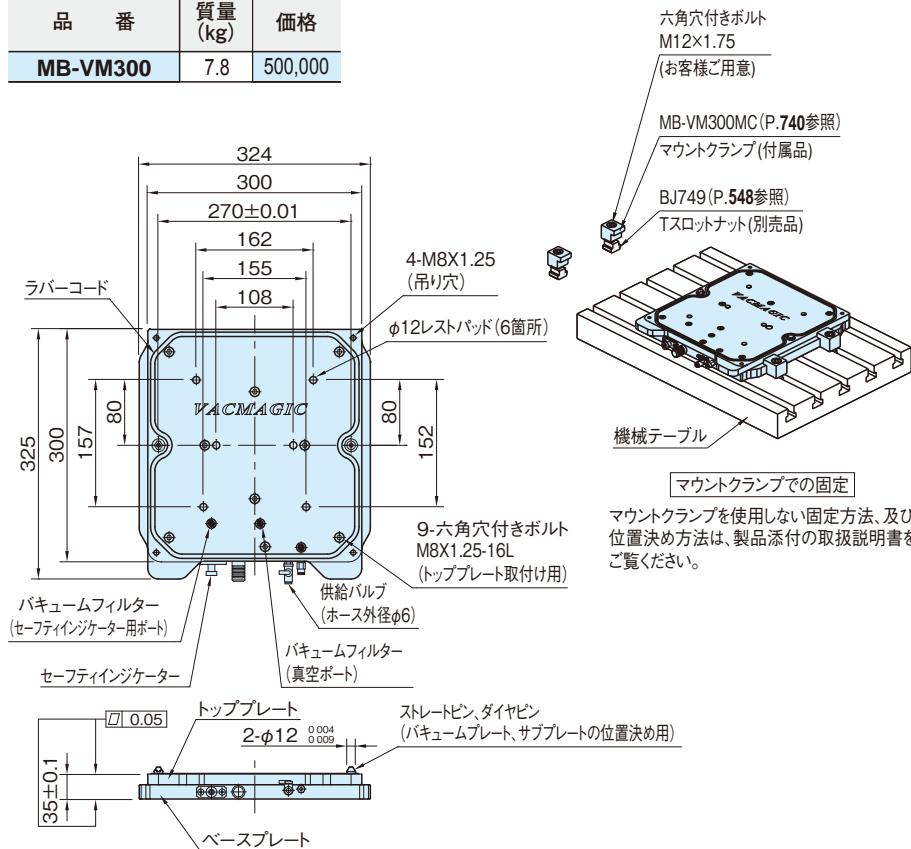 品　番 質量(kg) 価格
MB-VM300 7.8 500,000
六角穴付きボルト
M12×1.75
(お客様ご用意)
MB-VM300MC(P.740参照)
マウントクランプ(付属品)
BJ749(P.548参照)
Tスロットナット(別売品)
VACMAGIC
機械テーブル
マウントクランプでの固定
マウントクランプを使用しない固定方法、及び
位置決め方法は、製品添付の取扱説明書を
ご覧ください。
324
300
270±0.01
162
155
108
ラバーコード
4-M8X1.25
(吊り穴)
φ12レストパッド(6箇所)
325
300
157
80
VACMAGIC
80
152
9-六角穴付きボルト
M8X1.25-16L
(トッププレート取付け用)
供給バルブ
(ホース外径φ6)
バキュームフィルター
(セーフティインジケーター用ポート)
バキュームフィルター
(真空ポート)
セーフティインジケーター
0.05
トッププレート
2-φ12 0004 0009
ストレートピン、ダイヤピン
(バキュームプレート、サブプレートの位置決め用)
35±0.1
ベースプレート